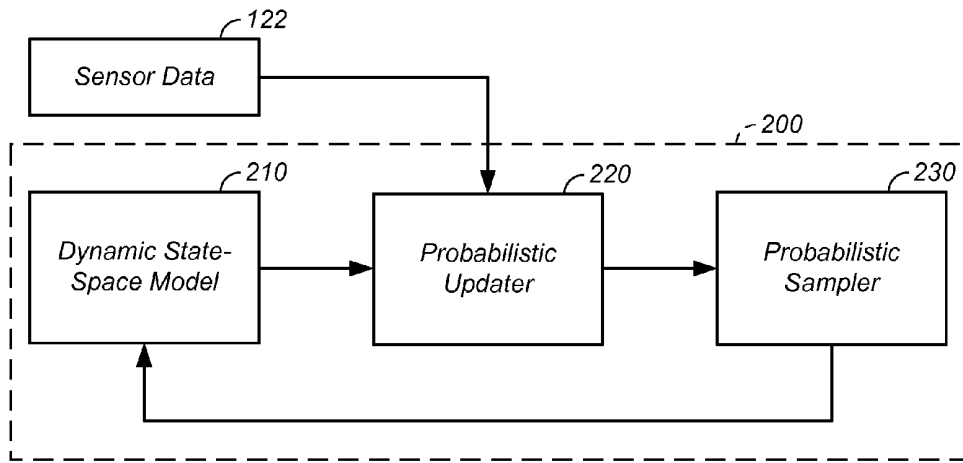 122
Sensor Data
200
210
220
230
Dynamic State-
Space Model
Probabilistic
Updater
Probabilistic
Sampler